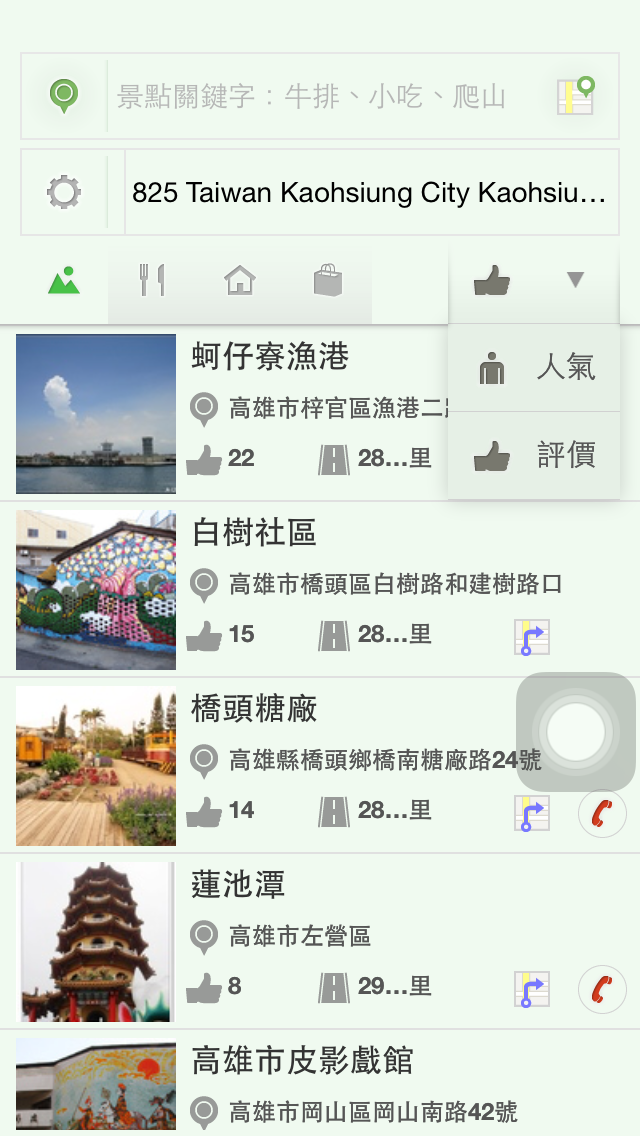 景點關鍵字：牛排、小吃、爬山
825 Taiwan Kaohsiung City Kaohsiu…
人氣
評價
蚵仔寮漁港
高雄市梓官區漁港二
22 28…里
白樹社區
高雄市橋頭區白樹路和建樹路口
15 28…里
橋頭糖廠
高雄縣橋頭鄉橋南糖廠路24號
14 28…里
蓮池潭
高雄市左營區
8 29…里
高雄市皮影戲館
高雄市岡山區岡山南路42號